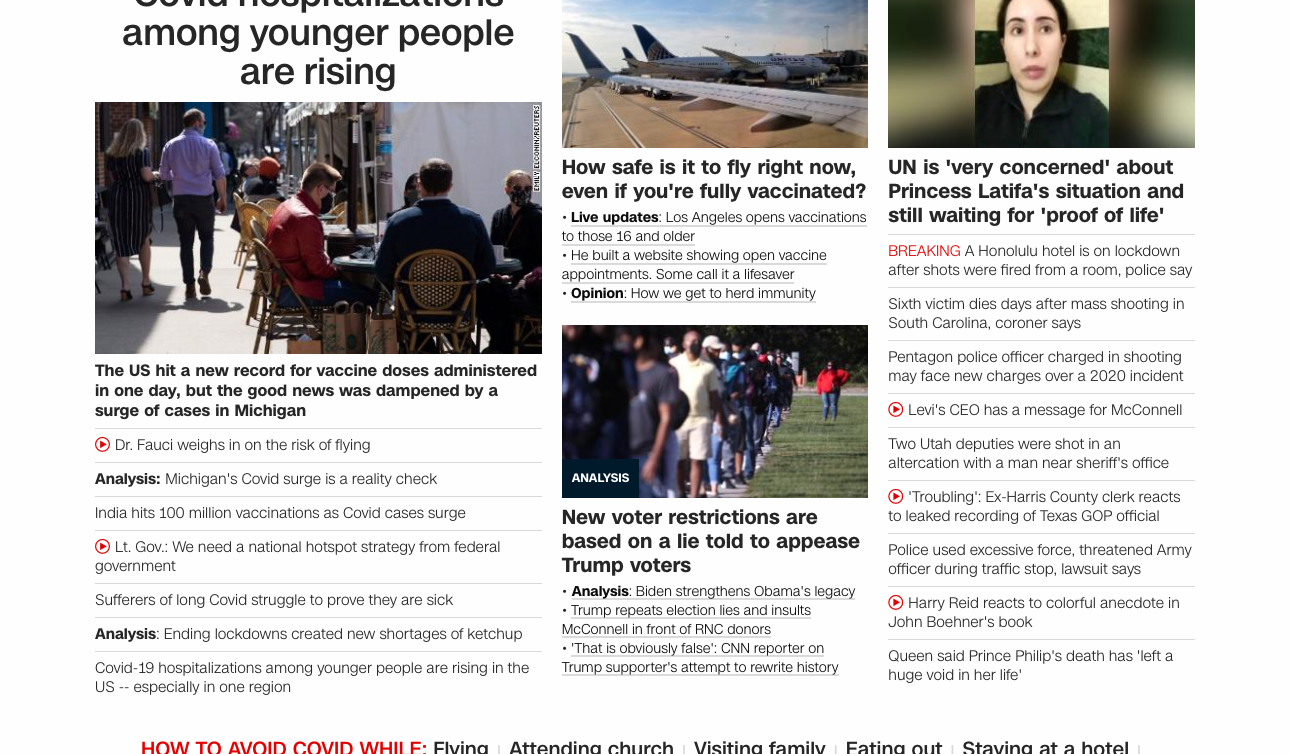 Covid hospitalizations
among younger people
are rising
EMILY ELCONIN/REUTERS
The US hit a new record for vaccine doses administered
in one day, but the good news was dampened by a
surge of cases in Michigan
Dr. Fauci weighs in on the risk of flying
Analysis: Michigan's Covid surge is a reality check
India hits 100 million vaccinations as Covid cases surge
Lt. Gov.: We need a national hotspot strategy from federal
government
Sufferers of long Covid struggle to prove they are sick
Analysis: Ending lockdowns created new shortages of ketchup
Covid-19 hospitalizations among younger people are rising in the
US -- especially in one region
UNITED
How safe is it to fly right now,
even if you're fully vaccinated?
• Live updates: Los Angeles opens vaccinations
to those 16 and older
• He built a website showing open vaccine
appointments. Some call it a lifesaver
• Opinion: How we get to herd immunity
ANALYSIS
New voter restrictions are
based on a lie told to appease
Trump voters
• Analysis: Biden strengthens Obama's legacy
• Trump repeats election lies and insults
McConnell in front of RNC donors
• 'That is obviously false': CNN reporter on
Trump supporter's attempt to rewrite history
UN is 'very concerned' about
Princess Latifa's situation and
still waiting for 'proof of life'
BREAKING A Honolulu hotel is on lockdown
after shots were fired from a room, police say
Sixth victim dies days after mass shooting in
South Carolina, coroner says
Pentagon police officer charged in shooting
may face new charges over a 2020 incident
Levi's CEO has a message for McConnell
Two Utah deputies were shot in an
altercation with a man near sheriff's office
'Troubling': Ex-Harris County clerk reacts
to leaked recording of Texas GOP official
Police used excessive force, threatened Army
officer during traffic stop, lawsuit says
Harry Reid reacts to colorful anecdote in
John Boehner's book
Queen said Prince Philip's death has 'left a
huge void in her life'
HOW TO AVOID COVID WHILE: Flying | Attending church | Visiting family | Eating out | Staying at a hotel |